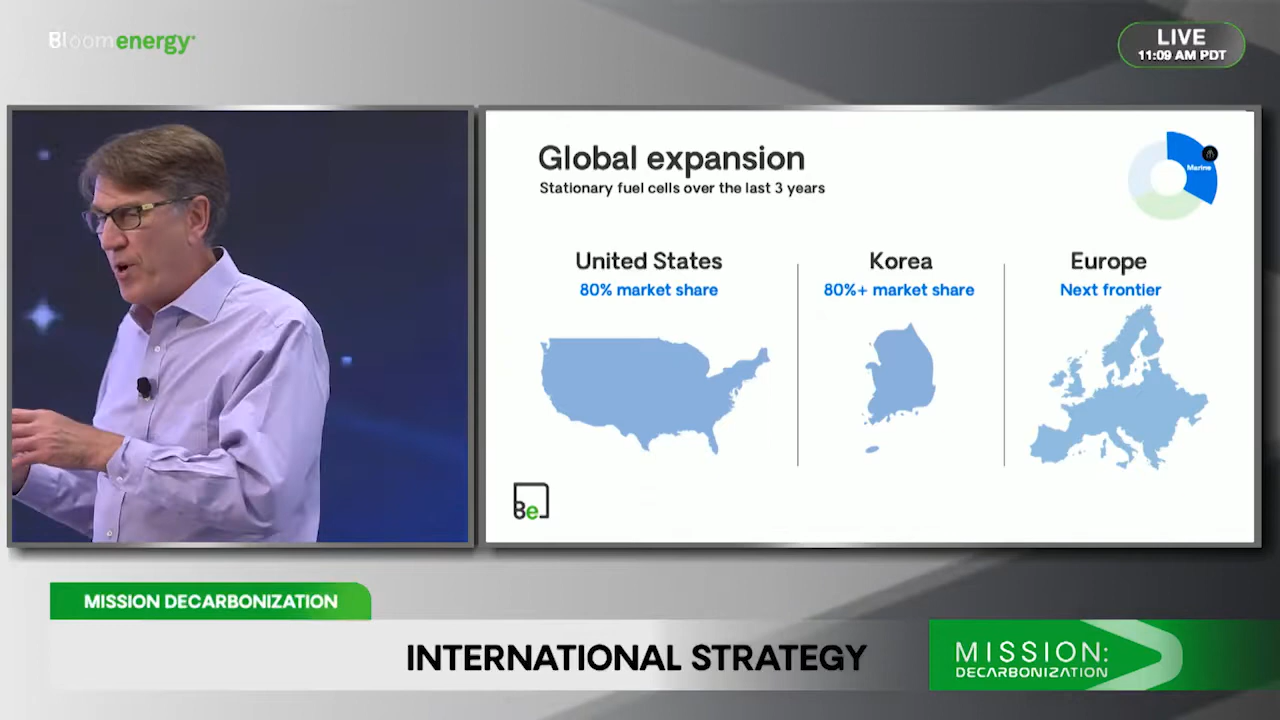 Bloomenergy
LIVE
11:09 AM PDT
Global expansion
Stationary fuel cells over the last 3 years
Marine
United States
80% market share
Korea
80%+ market share
Europe
Next frontier
Be
MISSION DECARBONIZATION
INTERNATIONAL STRATEGY
MISSION:
DECARBONIZATION